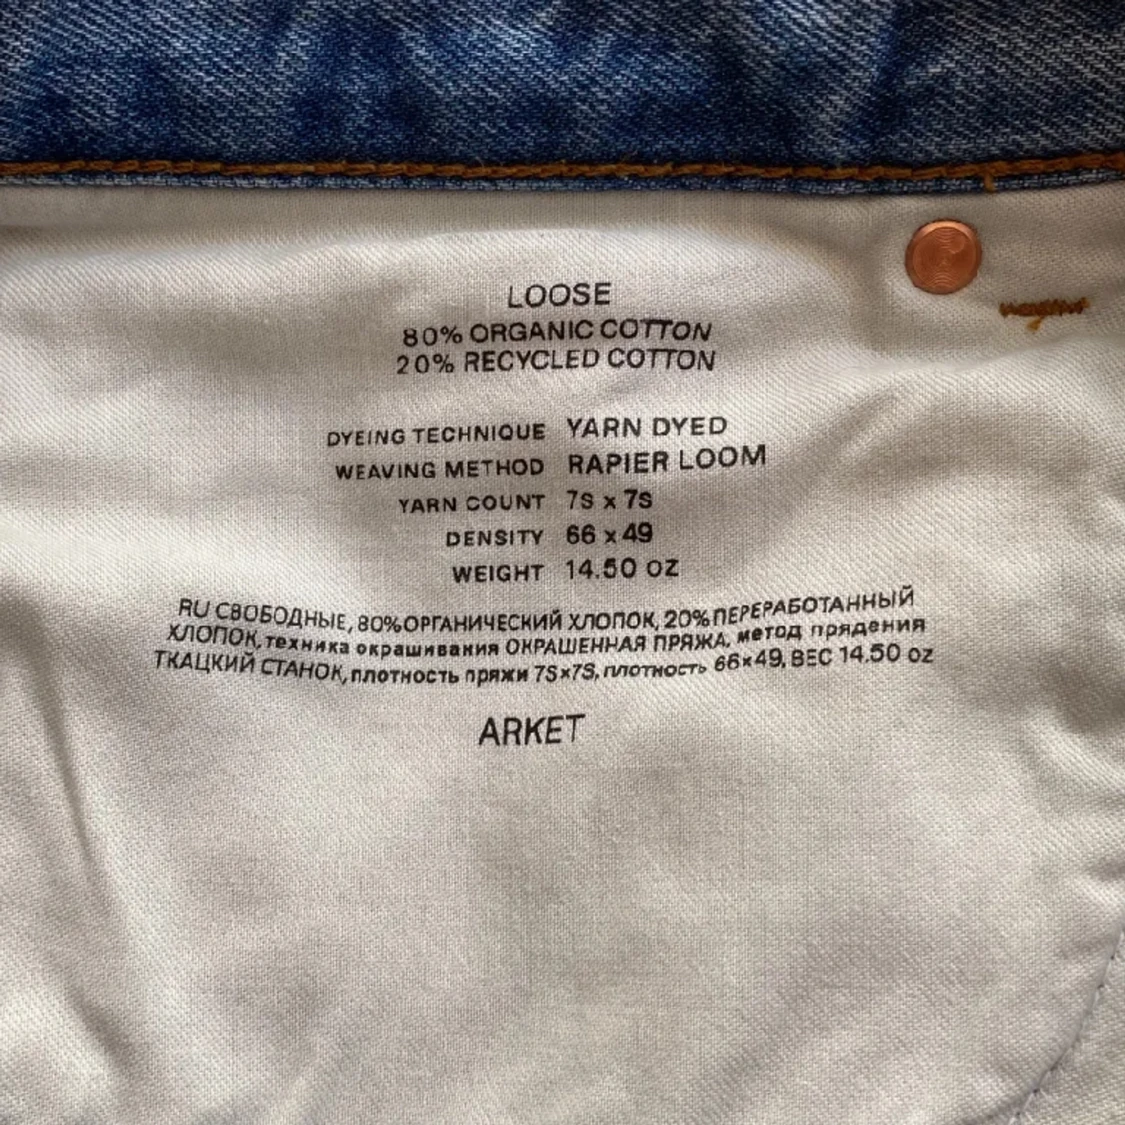 LOOSE
80% ORGANIC COTTON
20% RECYCLED COTTON
DYEING TECHNIQUE YARN DYED
WEAVING METHOD RAPIER LOOM
YARN COUNT 7S x 7S
DENSITY 66 x 49
WEIGHT 14.50 OZ
RU СВОБОДНЫЕ, 80%ОРГАНИЧЕСКИЙ ХЛОПОК, 20%ПЕРЕРАБОТАННЫЙ
ХЛОПОК, техника окрашивания ОКРАШЕННАЯ ПРЯЖА, метод прядения
ТКАЦКИЙ СТАНОК, плотность пряжи 7S×7S, плотность 66×49, ВЕС 14.50 oz
ARKET